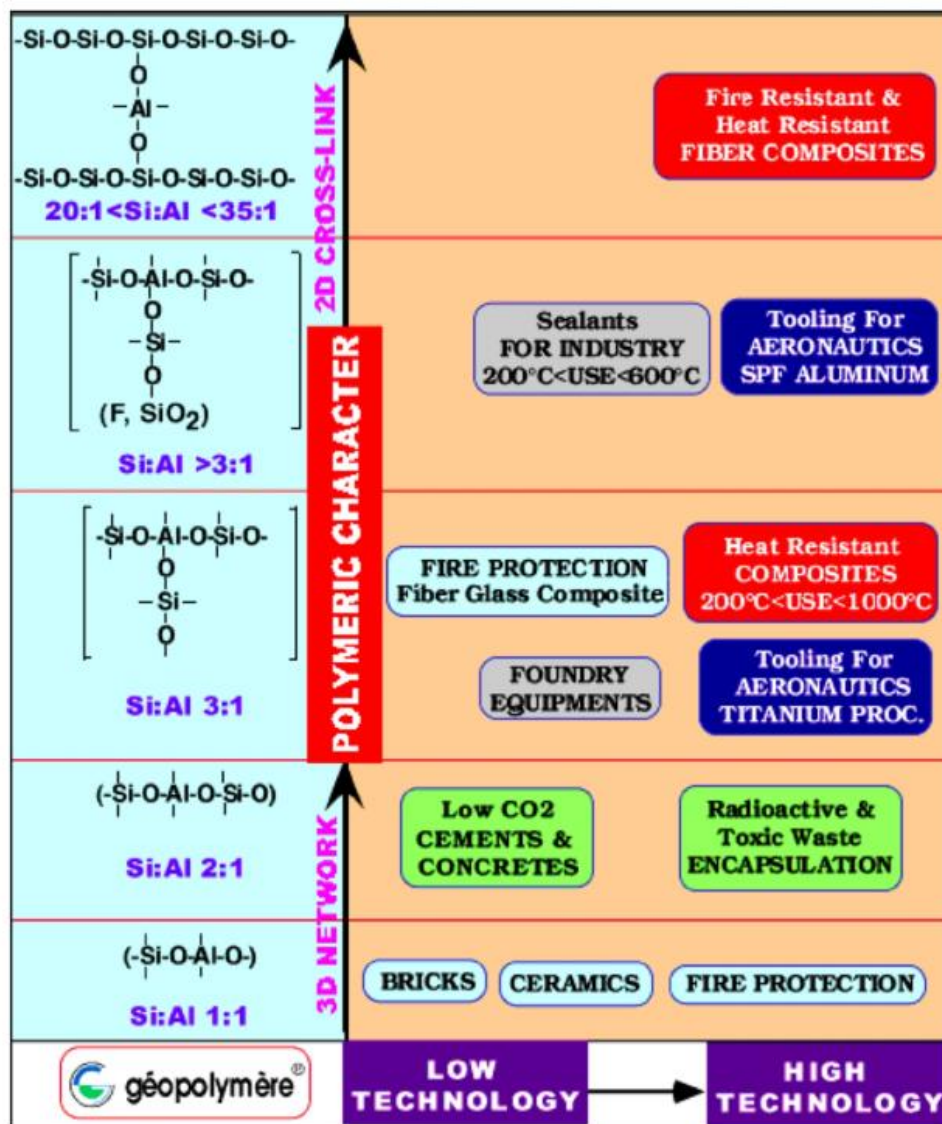 -Si-O-Si-O-Si-O-Si-O-Si-O-
O
-Al-
O
-Si-O-Si-O-Si-O-Si-O-Si-O-
20:1<Si:Al <35:1
Fire Resistant &
Heat Resistant
FIBER COMPOSITES
2D CROSS-LINK
-Si-O-Al-O-Si-O-
O
-Si-
O
(F, SiO₂)
Si:Al >3:1
Sealants
FOR INDUSTRY
200°C<USE<600°C
Tooling For
AERONAUTICS
SPF ALUMINUM
POLYMERIC CHARACTER
-Si-O-Al-O-Si-O-
O
-Si-
O
Si:Al 3:1
FIRE PROTECTION
Fiber Glass Composite
Heat Resistant
COMPOSITES
200°C<USE<1000°C
FOUNDRY
EQUIPMENTS
Tooling For
AERONAUTICS
TITANIUM PROC.
3D NETWORK
(-Si-O-Al-O-Si-O)
Si:Al 2:1
Low CO2
CEMENTS &
CONCRETES
Radioactive &
Toxic Waste
ENCAPSULATION
(-Si-O-Al-O-)
Si:Al 1:1
BRICKS
CERAMICS
FIRE PROTECTION
géopolymère®
LOW
TECHNOLOGY
HIGH
TECHNOLOGY